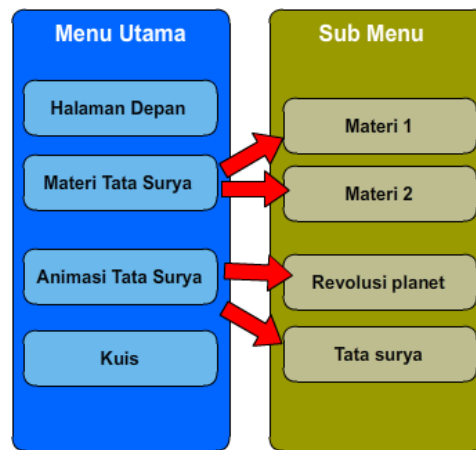 Menu Utama
Halaman Depan
Materi Tata Surya
Animasi Tata Surya
Kuis
Sub Menu
Materi 1
Materi 2
Revolusi planet
Tata surya